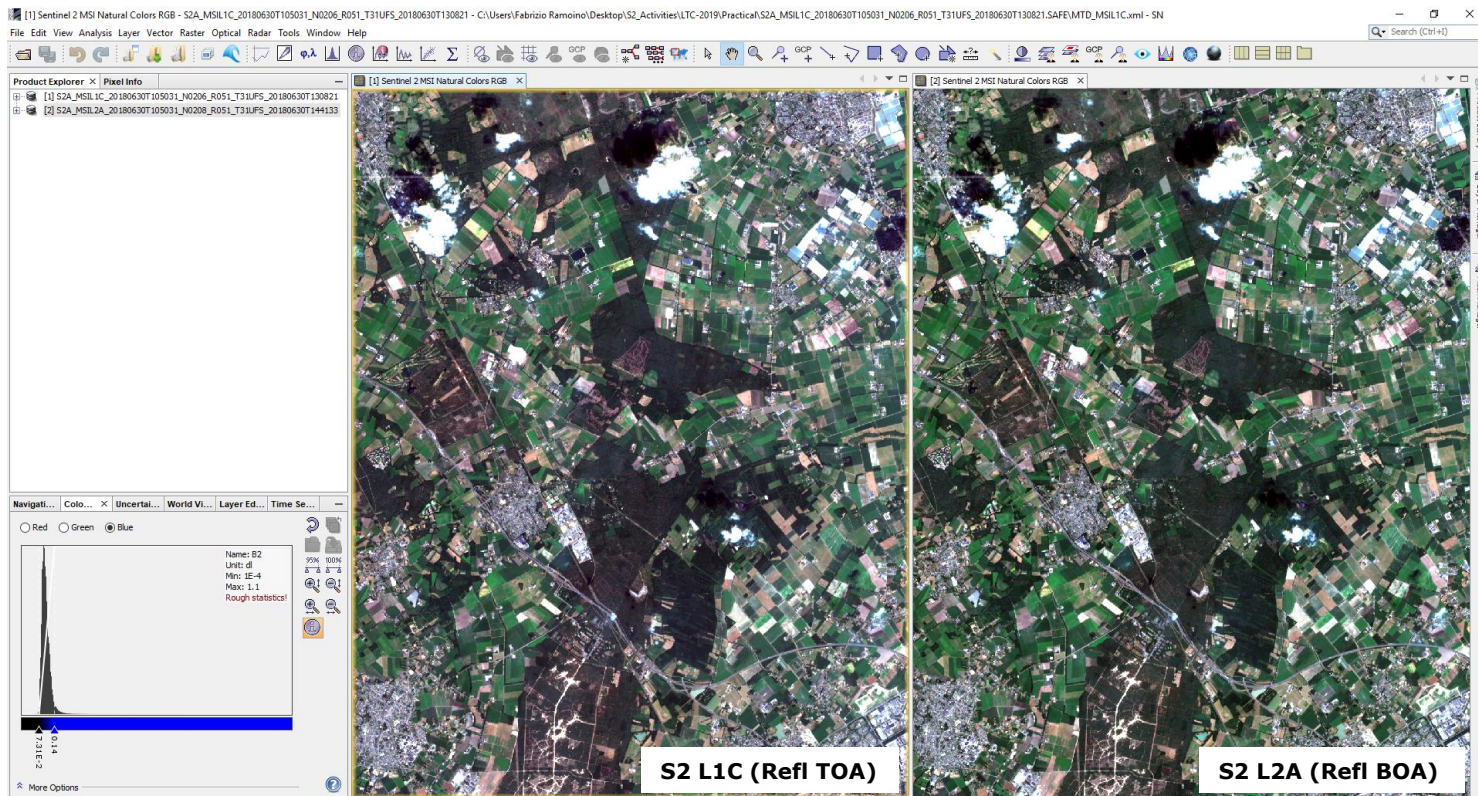 [1] Sentinel 2 MSI Natural Colors RGB - S2A_MSIL1C_20180630T105031_N0206_R051_T31UFS_20180630T130821 - C:\Users\Fabrizio Ramoino\Desktop\S2_Activities\LTC-2019\Practical\S2A_MSIL1C_20180630T105031_N0206_R051_T31UFS_20180630T130821.SAFE\MTD_MSIL1C.xml - SN
File Edit View Analysis Layer Vector Raster Optical Radar Tools Window Help
Search (Ctrl+I)
GCP
φ,λ
Σ
GCP
GCP
GCP
Product Explorer × Pixel Info
[1] S2A_MSIL1C_20180630T105031_N0206_R051_T31UFS_20180630T130821
[2] S2A_MSIL2A_20180630T105031_N0208_R051_T31UFS_20180630T144133
[1] Sentinel 2 MSI Natural Colors RGB ×
[2] Sentinel 2 MSI Natural Colors RGB ×
Navigati... Colo... × Uncertai... World Vi... Layer Ed... Time Se...
Red Green Blue
Name: B2
Unit: dl
Min: 1E-4
Max: 1.1
Rough statistics!
95% 100%
7.31E-2
0.14
More Options
S2 L1C (Refl TOA)
S2 L2A (Refl BOA)